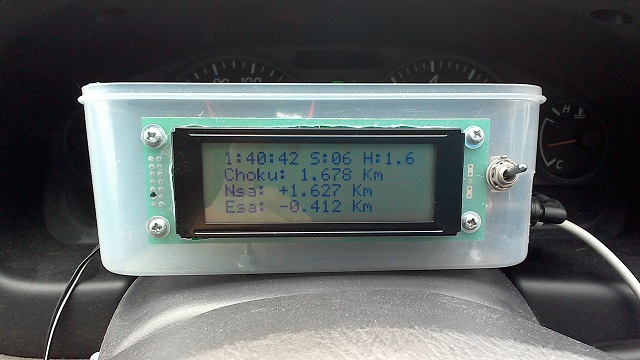 1:40:42 S:06 H:1.6
Choku: 1.678 Km
Nsa: +1.627 Km
Esa: -0.412 Km
H
C